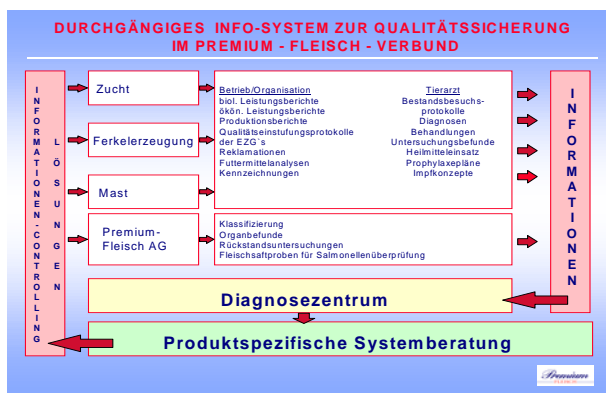 DURCHGÄNGIGES INFO-SYSTEM ZUR QUALITÄTSSICHERUNG
IM PREMIUM - FLEISCH - VERBUND
INFORMATIONEN-CONTROLLING
LÖSUNGEN
Zucht
Ferkelerzeugung
Mast
Premium-
Fleisch AG
Betrieb/Organisation
biol. Leistungsberichte
ökön. Leistungsberichte
Produktionsberichte
Qualitätseinstufungsprotokolle
der EZG`s
Reklamationen
Futtermittelanalysen
Kennzeichnungen
Tierarzt
Bestandsbesuchs-
protokolle
Diagnosen
Behandlungen
Untersuchungsbefunde
Heilmitteleinsatz
Prophylaxepläne
Impfkonzepte
Klassifizierung
Organbefunde
Rückstandsuntersuchungen
Fleischsaftproben für Salmonellenüberprüfung
INFORMATIONEN
Diagnosezentrum
Produktspezifische Systemberatung
Premium